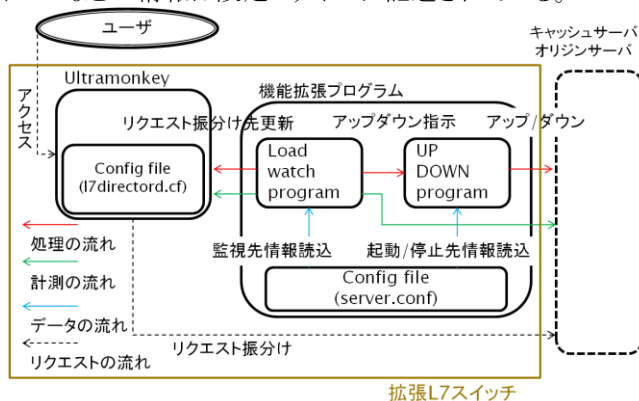 ユーザ
キャッシュサーバ
オリジンサーバ
Ultramonkey
機能拡張プログラム
アクセス
リクエスト振分け先更新
アップダウン指示
アップ/ダウン
Config file
(l7directord.cf)
Load
watch
program
UP
DOWN
program
処理の流れ
監視先情報読込
起動/停止先情報読込
計測の流れ
Config file
(server.conf)
データの流れ
リクエスト振分け
リクエストの流れ
拡張L7スイッチ